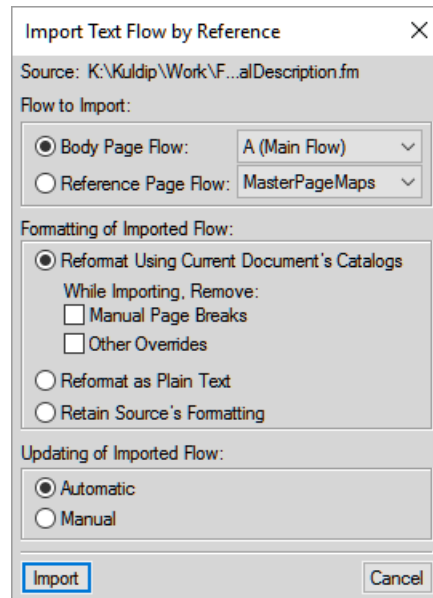 Import Text Flow by Reference
Source: K:\Kuldip\Work\F...alDescription.fm
Flow to Import:
Body Page Flow: A (Main Flow)
Reference Page Flow: MasterPageMaps
Formatting of Imported Flow:
Reformat Using Current Document's Catalogs
While Importing, Remove:
Manual Page Breaks
Other Overrides
Reformat as Plain Text
Retain Source's Formatting
Updating of Imported Flow:
Automatic
Manual
Import Cancel